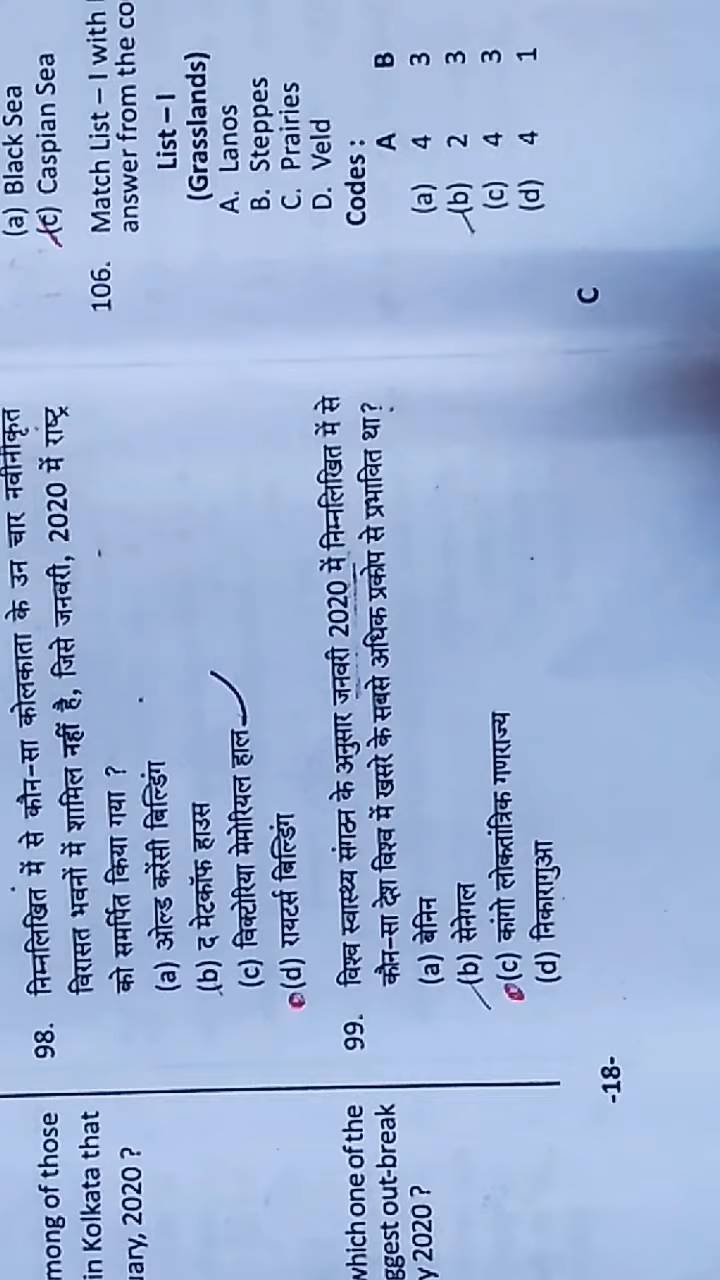 mong of those
in Kolkata that
uary, 2020 ?
which one of the
ggest out-break
y 2020 ?
98. निम्नलिखित में से कौन-सा कोलकाता के उन चार नवीनीकृत
विरासत भवनों में शामिल नहीं है, जिसे जनवरी, 2020 में राष्ट्र
को समर्पित किया गया ?
(a) ओल्ड करेंसी बिल्डिंग
(b) द मेटकॉफ हाउस
(c) विक्टोरिया मेमोरियल हाल
(d) रायटर्स बिल्डिंग
99. विश्व स्वास्थ्य संगठन के अनुसार जनवरी 2020 में निम्नलिखित में से
कौन-सा देश विश्व में खसरे के सबसे अधिक प्रकोप से प्रभावित था?
(a) बेनिन
(b) सेनेगल
(c) कांगो लोकतांत्रिक गणराज्य
(d) निकारागुआ
-18-
(a) Black Sea
(c) Caspian Sea
106. Match List – I with
answer from the co
List – I
(Grasslands)
A. Lanos
B. Steppes
C. Prairies
D. Veld
Codes :
A B
(a) 4 3
(b) 2 3
(c) 4 3
(d) 4 1
C